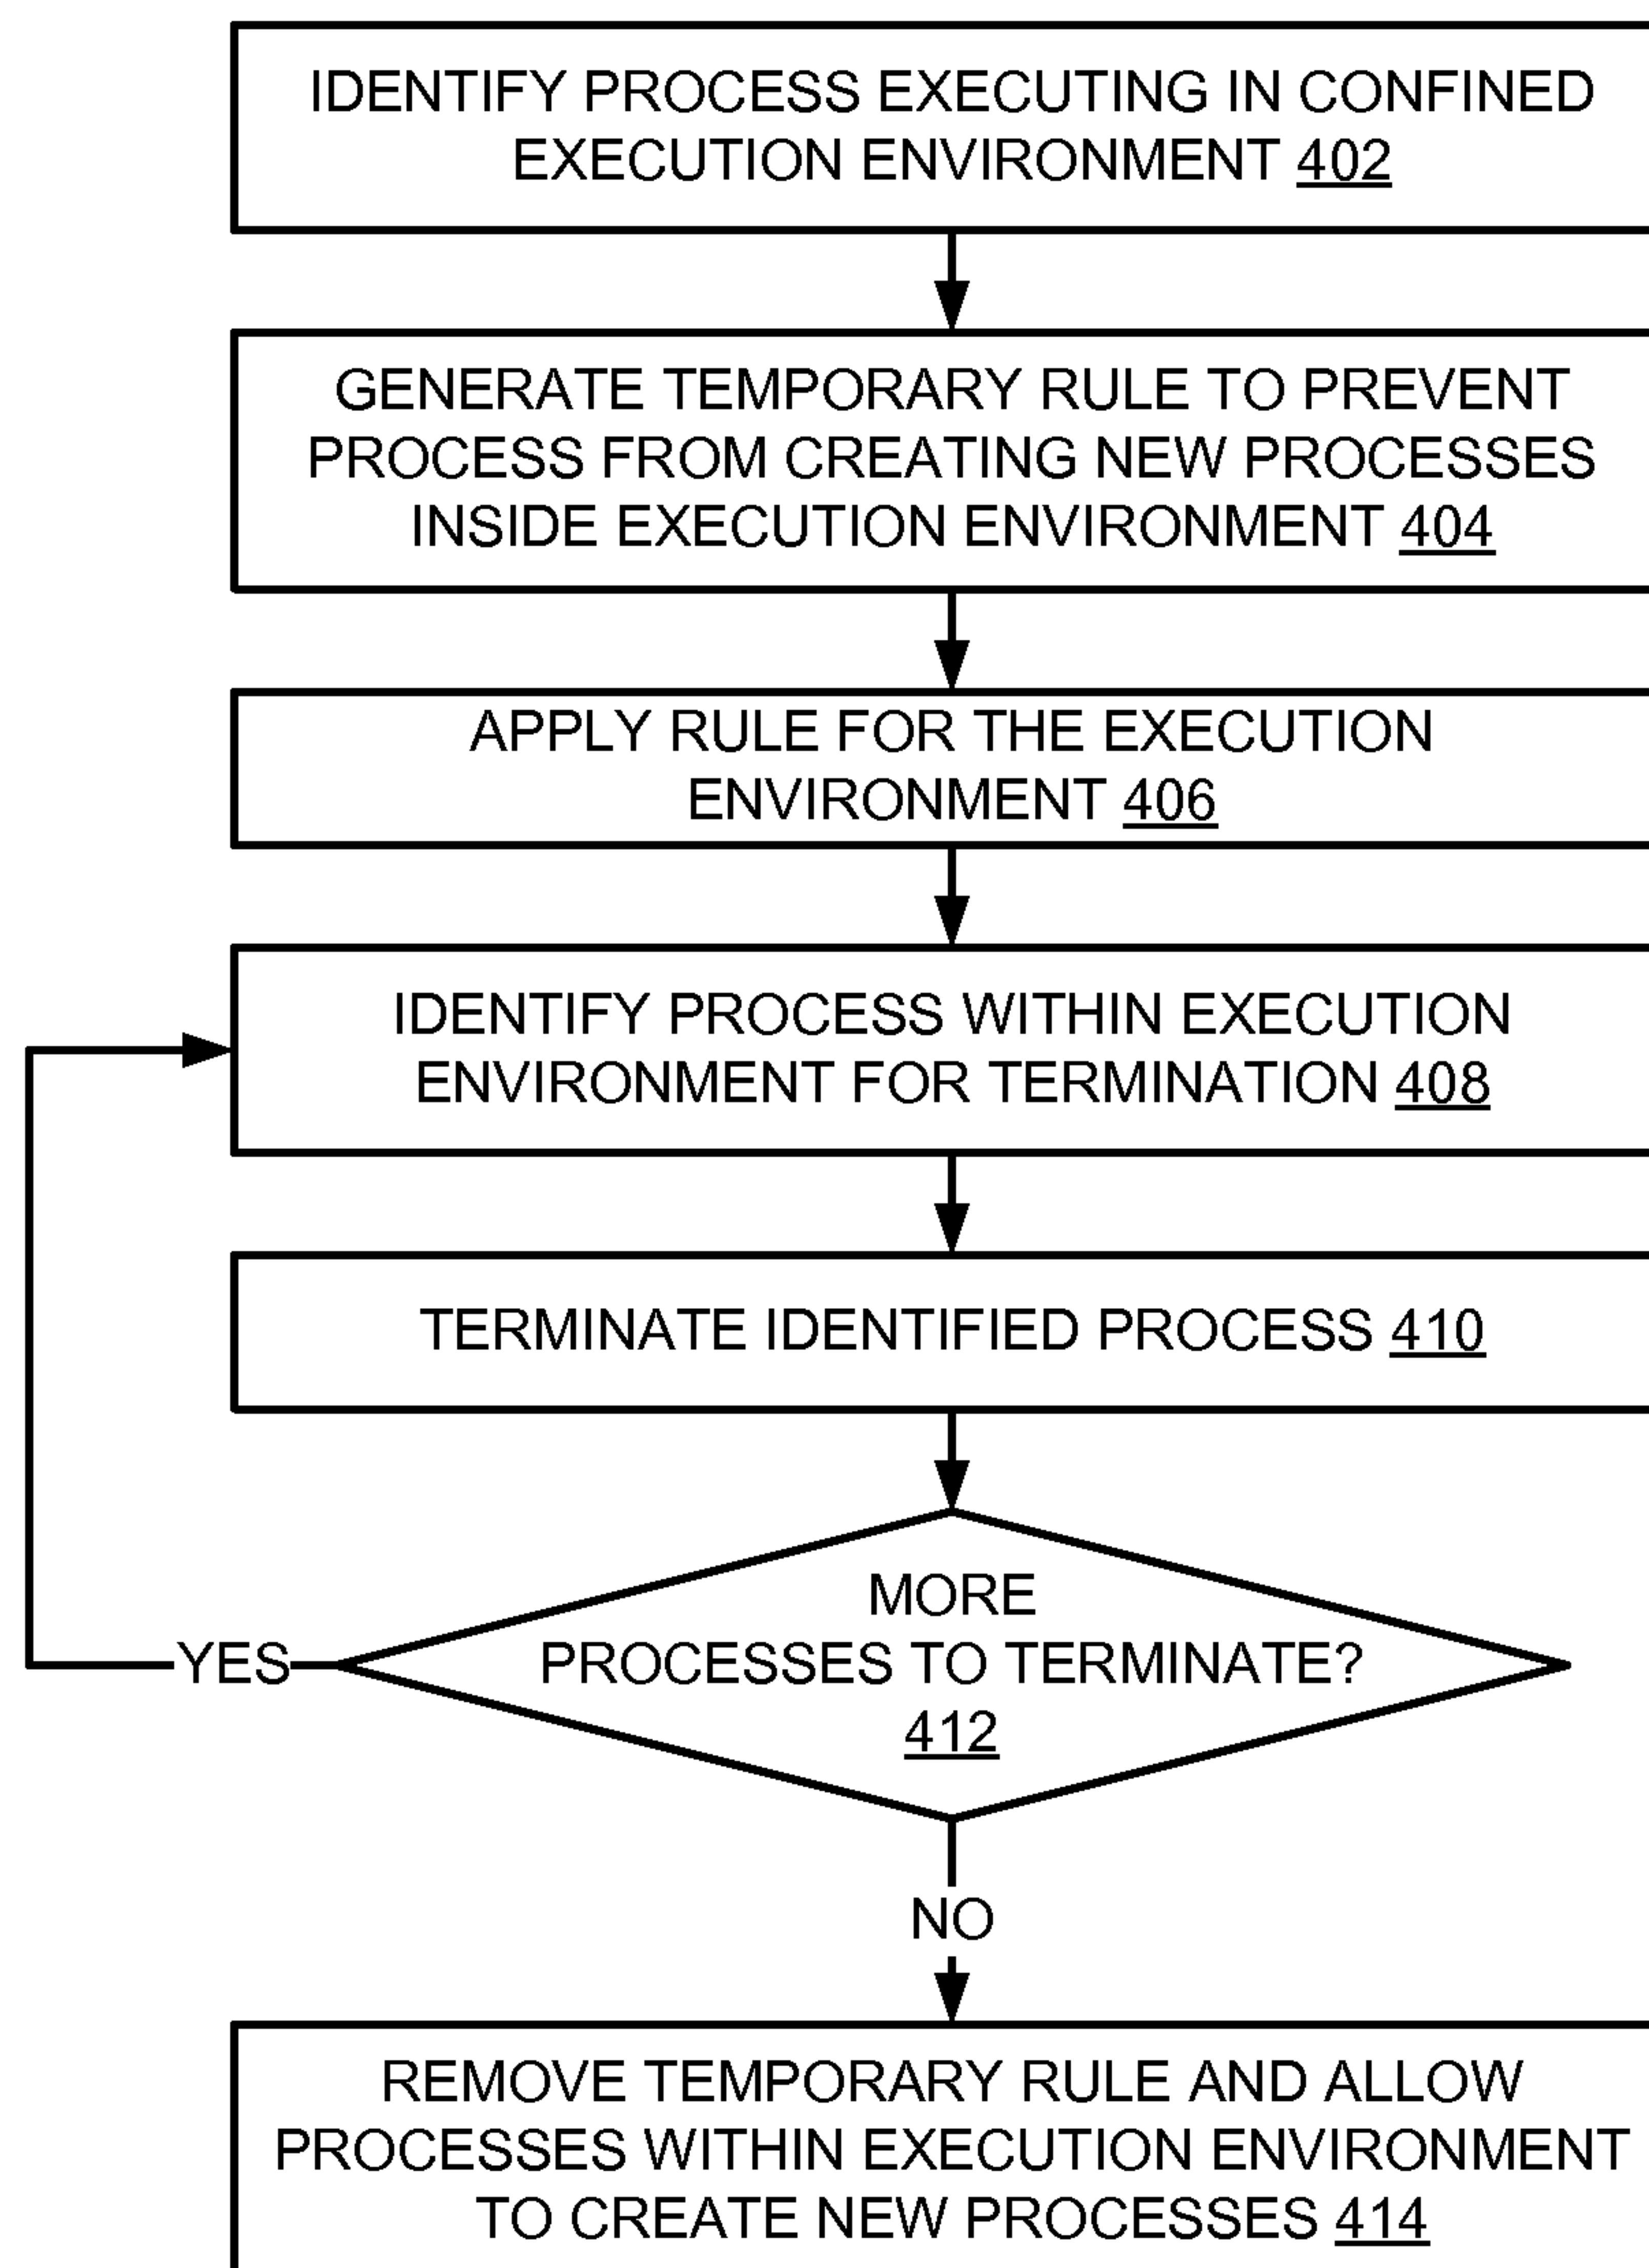 IDENTIFY PROCESS EXECUTING IN CONFINED
EXECUTION ENVIRONMENT 402
GENERATE TEMPORARY RULE TO PREVENT
PROCESS FROM CREATING NEW PROCESSES
INSIDE EXECUTION ENVIRONMENT 404
APPLY RULE FOR THE EXECUTION
ENVIRONMENT 406
IDENTIFY PROCESS WITHIN EXECUTION
ENVIRONMENT FOR TERMINATION 408
TERMINATE IDENTIFIED PROCESS 410
MORE
PROCESSES TO TERMINATE?
412
YES
NO
REMOVE TEMPORARY RULE AND ALLOW
PROCESSES WITHIN EXECUTION ENVIRONMENT
TO CREATE NEW PROCESSES 414